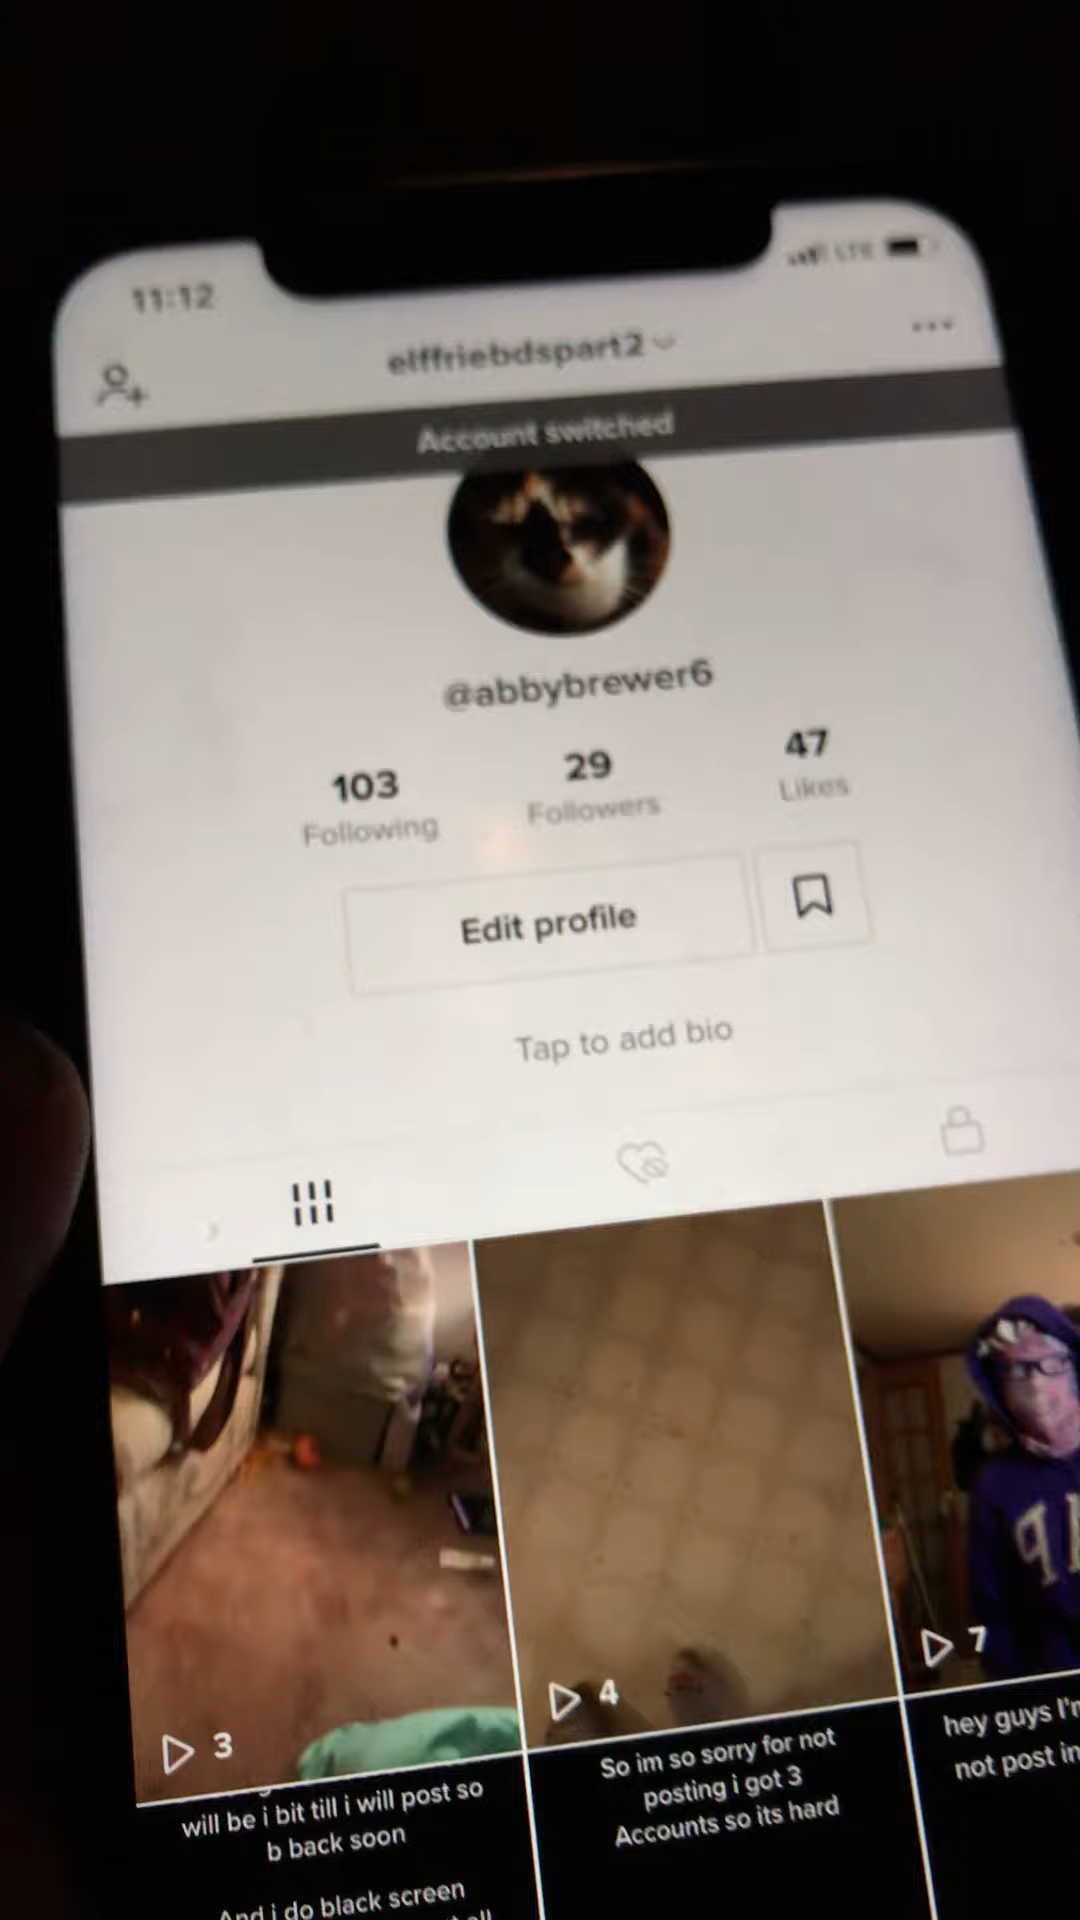 11:12
LTE
elffriebdspart2
Account switched
@abbybrewer6
103 Following
29 Followers
47 Likes
Edit profile
Tap to add bio
3
4
7
will be i bit till i will post so
b back soon
And i do black screen
So im so sorry for not
posting i got 3
Accounts so its hard
hey guys
not post in